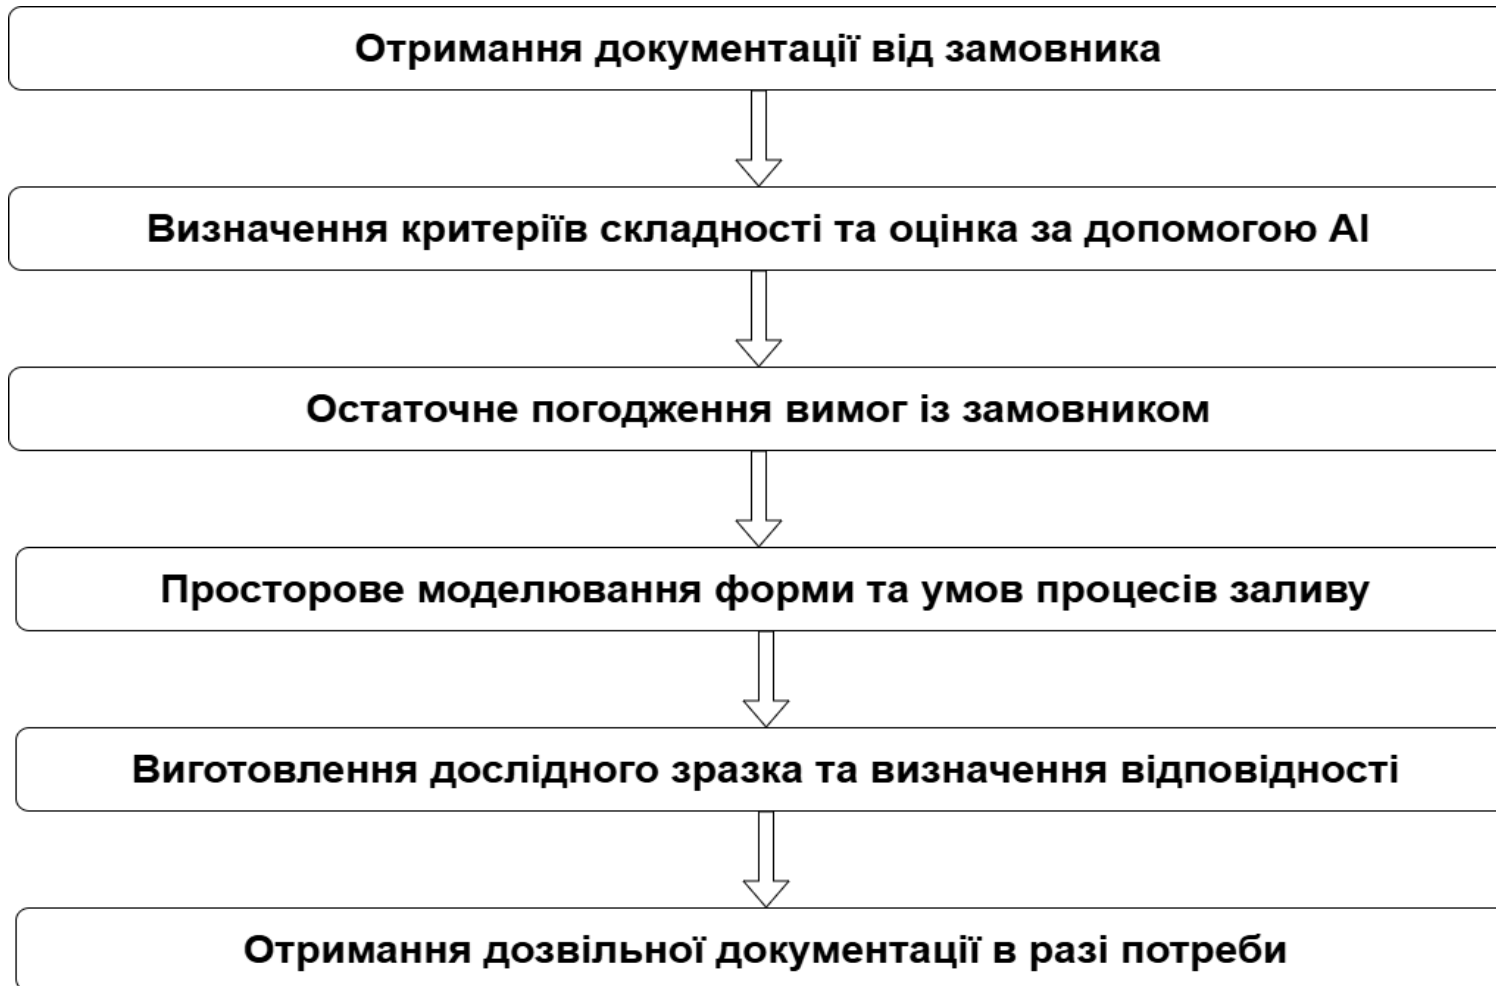 Отримання документації від замовника
Визначення критеріїв складності та оцінка за допомогою AI
Остаточне погодження вимог із замовником
Просторове моделювання форми та умов процесів заливу
Виготовлення дослідного зразка та визначення відповідності
Отримання дозвільної документації в разі потреби